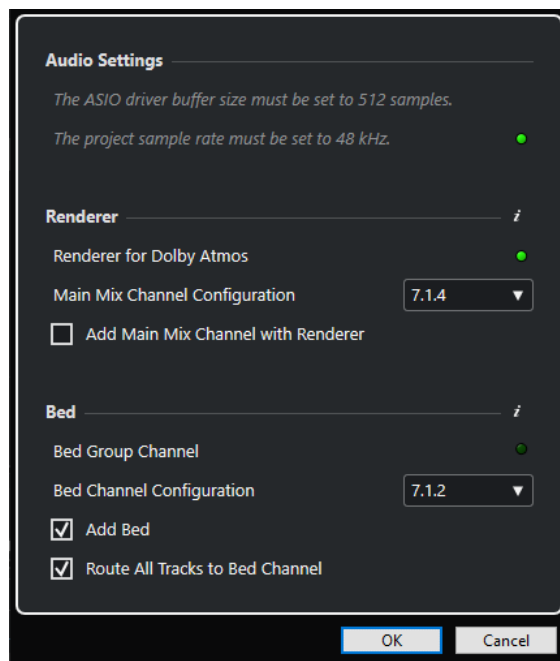 Audio Settings
The ASIO driver buffer size must be set to 512 samples.
The project sample rate must be set to 48 kHz.
Renderer i
Renderer for Dolby Atmos
Main Mix Channel Configuration 7.1.4
Add Main Mix Channel with Renderer
Bed i
Bed Group Channel
Bed Channel Configuration 7.1.2
Add Bed
Route All Tracks to Bed Channel
OK Cancel